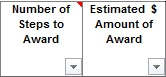 Number of
Steps to
Award
Estimated $
Amount of
Award